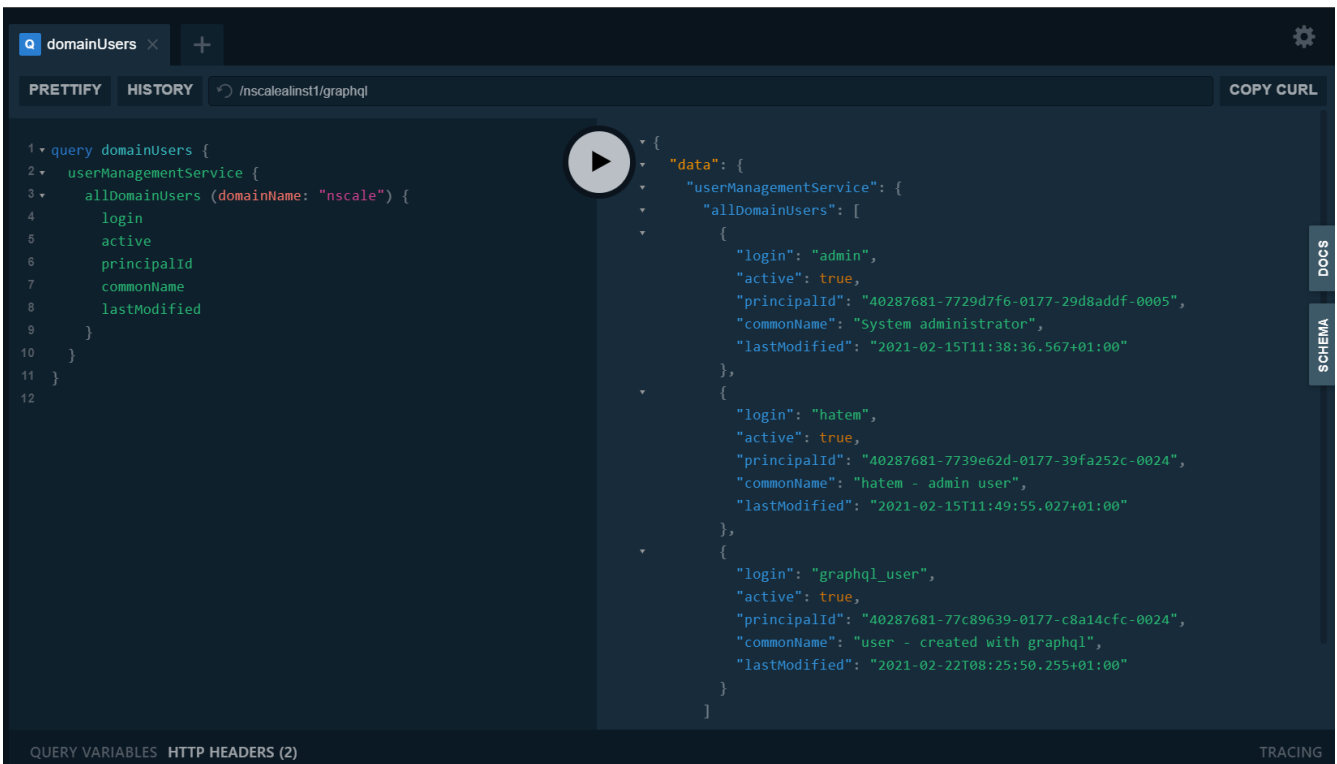 Q domainUsers
PRETTIFY HISTORY /nscalealinst1/graphql COPY CURL
1 query domainUsers {
2 userManagementService {
3 allDomainUsers (domainName: "nscale") {
4 login
5 active
6 principalId
7 commonName
8 lastModified
9 }
10 }
11 }
12
{
"data": {
"userManagementService": {
"allDomainUsers": [
{
"login": "admin",
"active": true,
"principalId": "40287681-7729d7f6-0177-29d8addf-0005",
"commonName": "System administrator",
"lastModified": "2021-02-15T11:38:36.567+01:00"
},
{
"login": "hatem",
"active": true,
"principalId": "40287681-7739e62d-0177-39fa252c-0024",
"commonName": "hatem - admin user",
"lastModified": "2021-02-15T11:49:55.027+01:00"
},
{
"login": "graphql_user",
"active": true,
"principalId": "40287681-77c89639-0177-c8a14cfc-0024",
"commonName": "user - created with graphql",
"lastModified": "2021-02-22T08:25:50.255+01:00"
}
]
DOCS
SCHEMA
QUERY VARIABLES HTTP HEADERS (2) TRACING